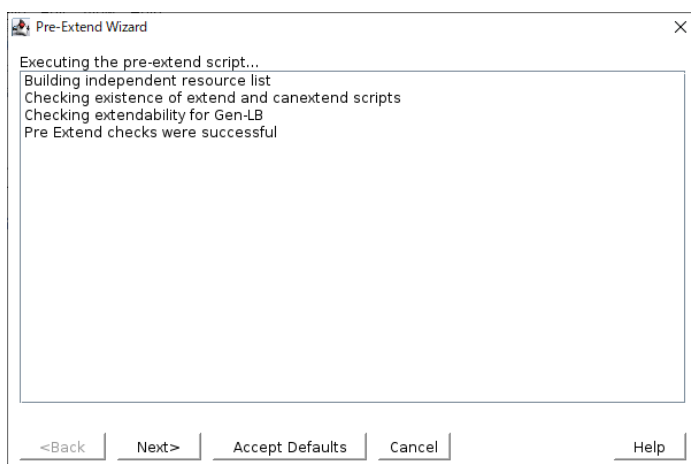 Pre-Extend Wizard
Executing the pre-extend script...
Building independent resource list
Checking existence of extend and canextend scripts
Checking extendability for Gen-LB
Pre Extend checks were successful
<Back
Next>
Accept Defaults
Cancel
Help